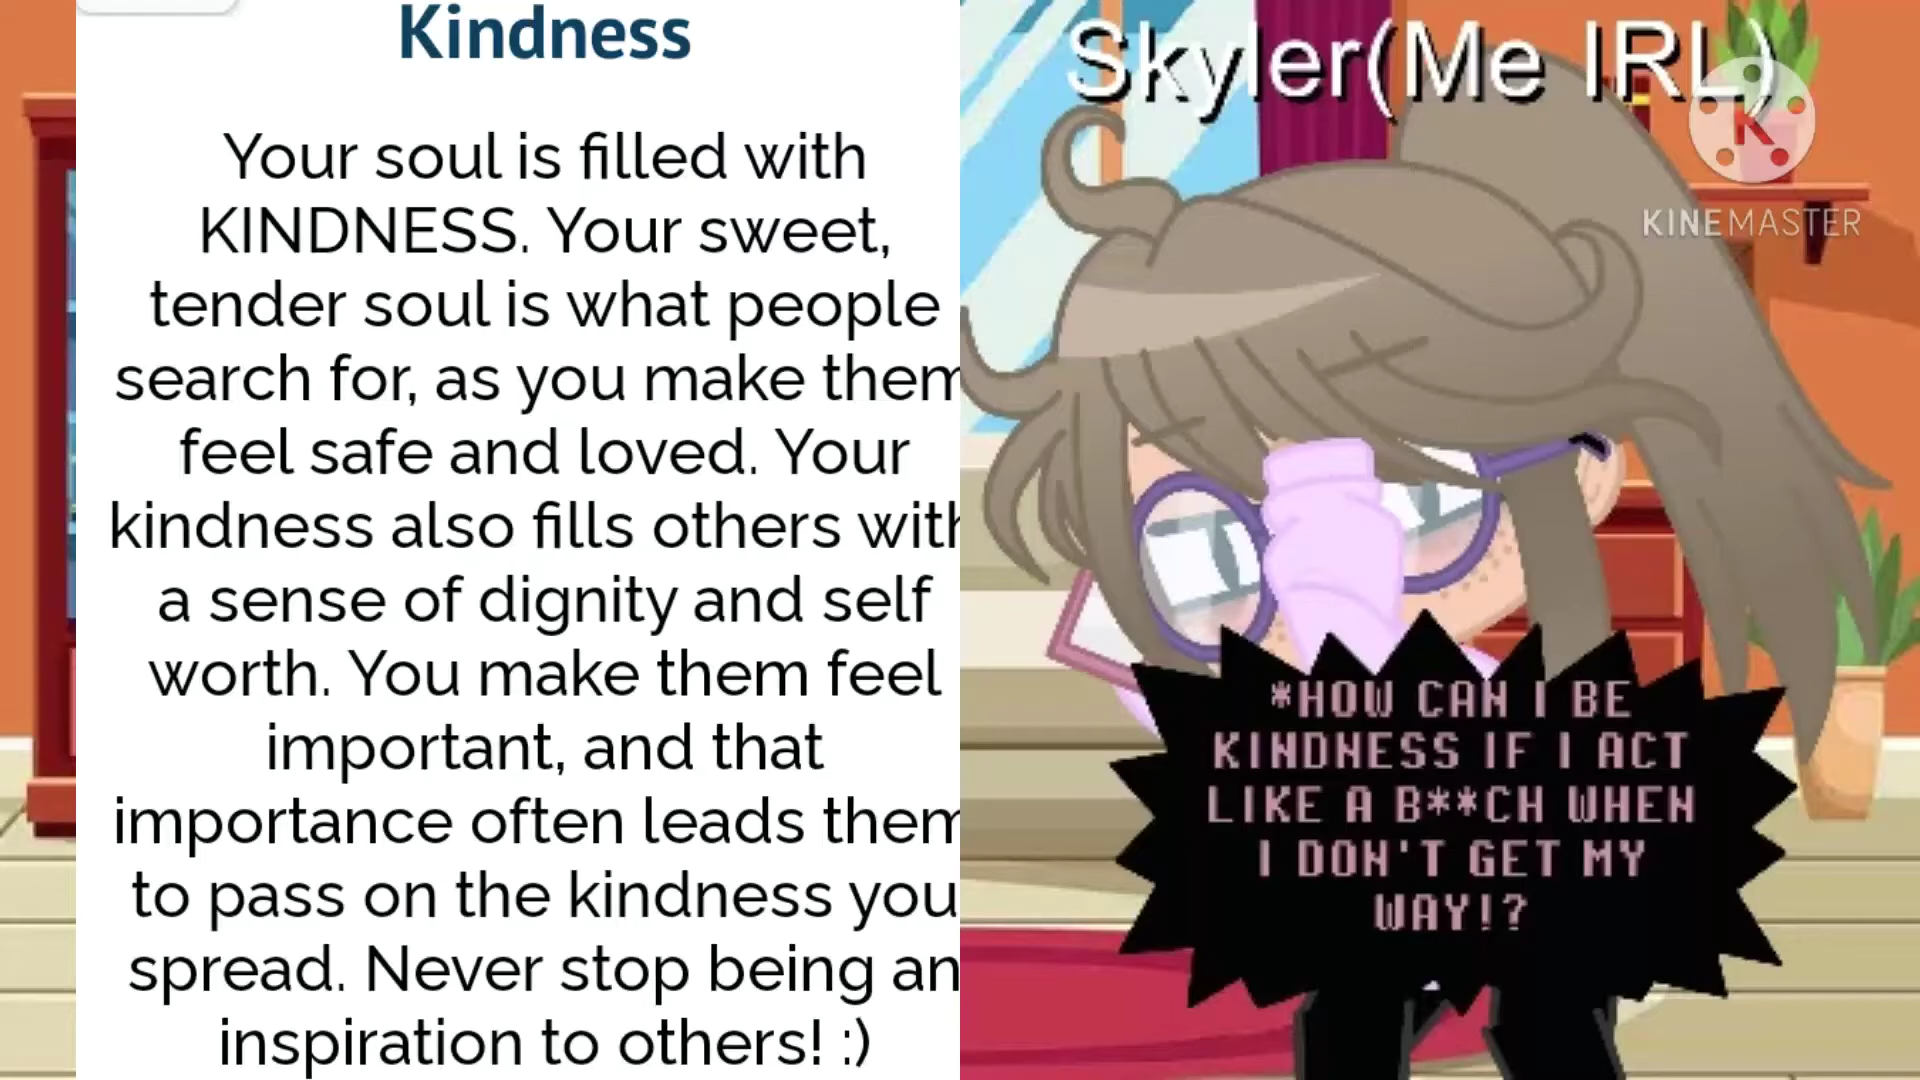 Kindness
Your soul is filled with
KINDNESS. Your sweet,
tender soul is what people
search for, as you make them
feel safe and loved. Your
kindness also fills others with
a sense of dignity and self
worth. You make them feel
important, and that
importance often leads them
to pass on the kindness you
spread. Never stop being an
inspiration to others! :)
Skyler(Me IRL)
K
KINEMASTER
*HOW CAN I BE
KINDNESS IF I ACT
LIKE A B**CH WHEN
I DON'T GET MY
WAY!?